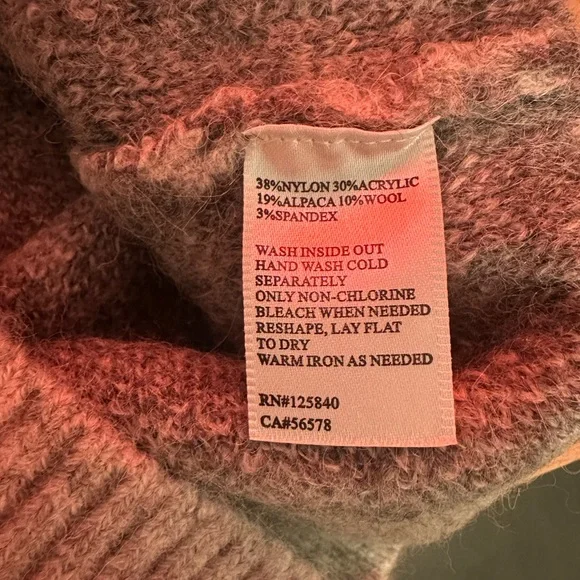 38%NYLON 30%ACRYLIC
19%ALPACA 10%WOOL
3%SPANDEX
WASH INSIDE OUT
HAND WASH COLD
SEPARATELY
ONLY NON-CHLORINE
BLEACH WHEN NEEDED
RESHAPE, LAY FLAT
TO DRY
WARM IRON AS NEEDED
RN#125840
CA#56578